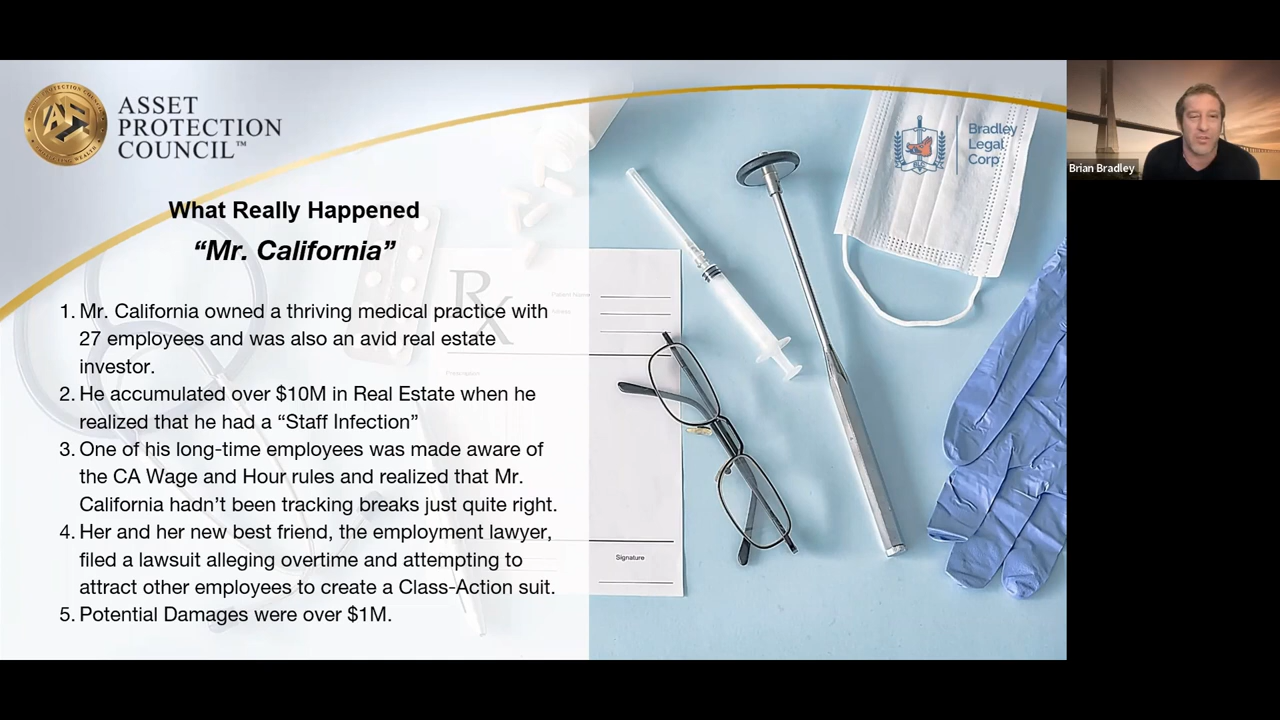 ASSET
PROTECTION
COUNCIL™
Bradley
Legal
Corp
Brian Bradley
What Really Happened
“Mr. California”
1. Mr. California owned a thriving medical practice with
27 employees and was also an avid real estate
investor.
2. He accumulated over $10M in Real Estate when he
realized that he had a “Staff Infection”
3. One of his long-time employees was made aware of
the CA Wage and Hour rules and realized that Mr.
California hadn’t been tracking breaks just quite right.
4. Her and her new best friend, the employment lawyer,
filed a lawsuit alleging overtime and attempting to
attract other employees to create a Class-Action suit.
5. Potential Damages were over $1M.
Rx
Patient Name
Prescription
Signature